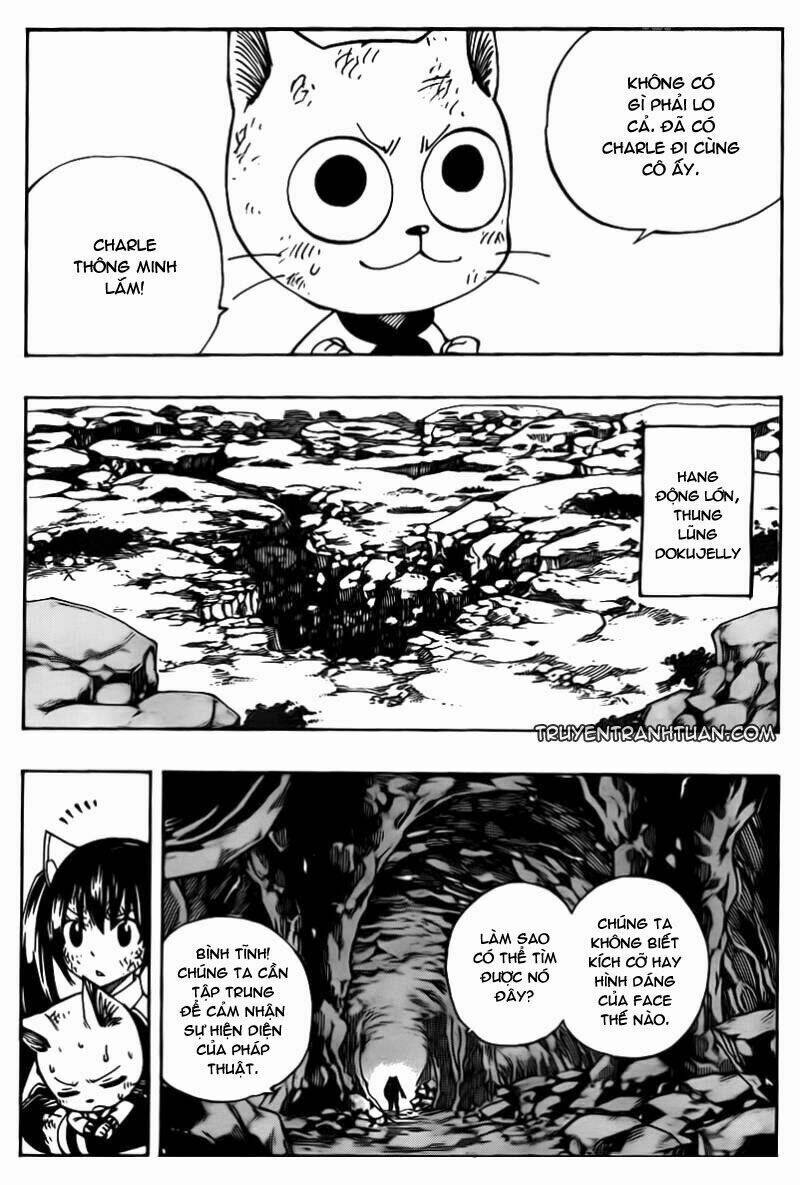 KHÔNG CÓ
GÌ PHẢI LO
CẢ. ĐÃ CÓ
CHARLE ĐI CÙNG
CÔ ẤY.
CHARLE
THÔNG MINH
LẮM!
HANG
ĐỘNG LỚN,
THUNG
LŨNG
DOKUJELLY
TRUYENTRANHTUAN.COM
CHÚNG TA
KHÔNG BIẾT
KÍCH CỠ HAY
HÌNH DÁNG
CỦA FACE
THẾ NÀO.
LÀM SAO
CÓ THỂ TÌM
ĐƯỢC NÓ
ĐÂY?
BÌNH TĨNH!
CHÚNG TA CẦN
TẬP TRUNG
ĐỂ CẢM NHẬN
SỰ HIỆN DIỆN
CỦA PHÁP
THUẬT.